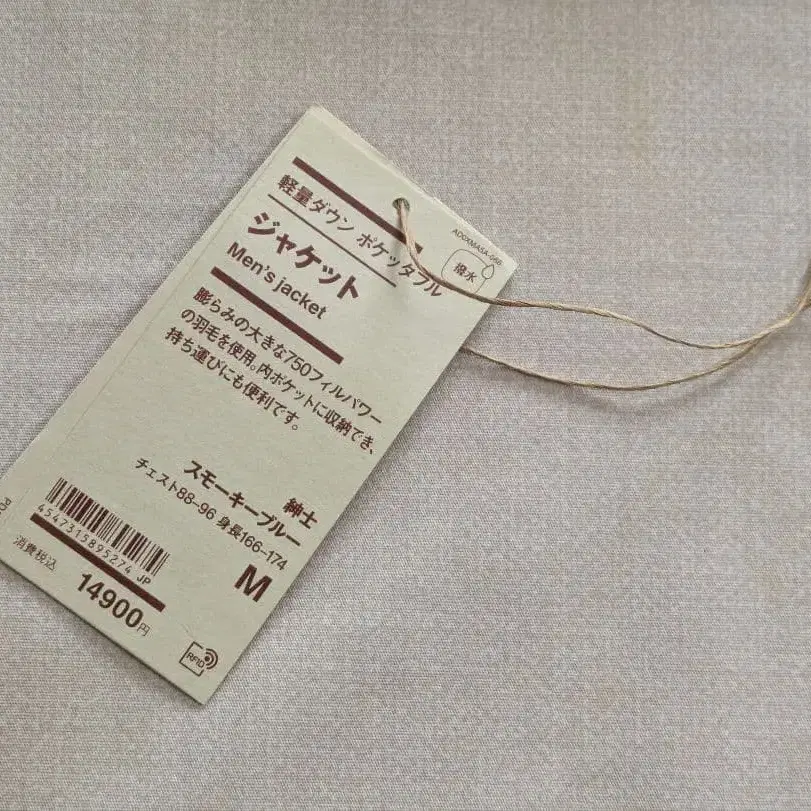 AD0XMA5A-066
軽量ダウン ポケッタブル
撥水
ジャケット
Men's jacket
膨らみの大きな750フィルパワー
の羽毛を使用。内ポケットに収納でき、
持ち運びにも便利です。
紳士
スモーキーブルー
チェスト88–96 身長166–174
M
4547315895274 JP
消費税込
14900円
RFID